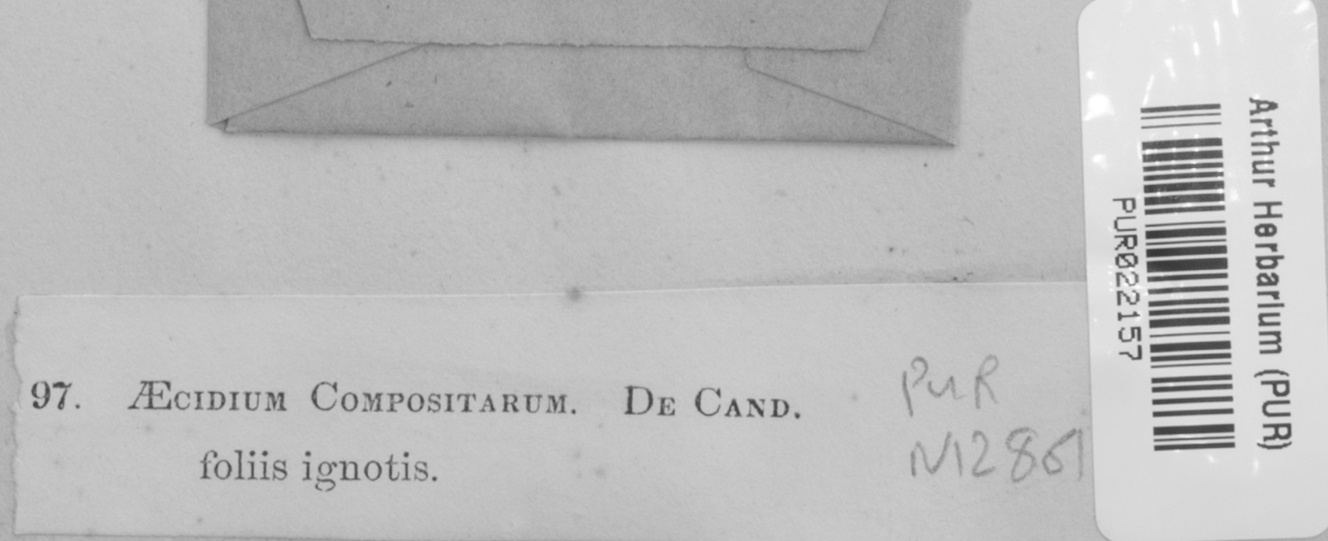 97. ÆCIDIUM COMPOSITARUM. DE CAND.
foliis ignotis.
PUR
N12861
Arthur Herbarium (PUR)
PUR022157